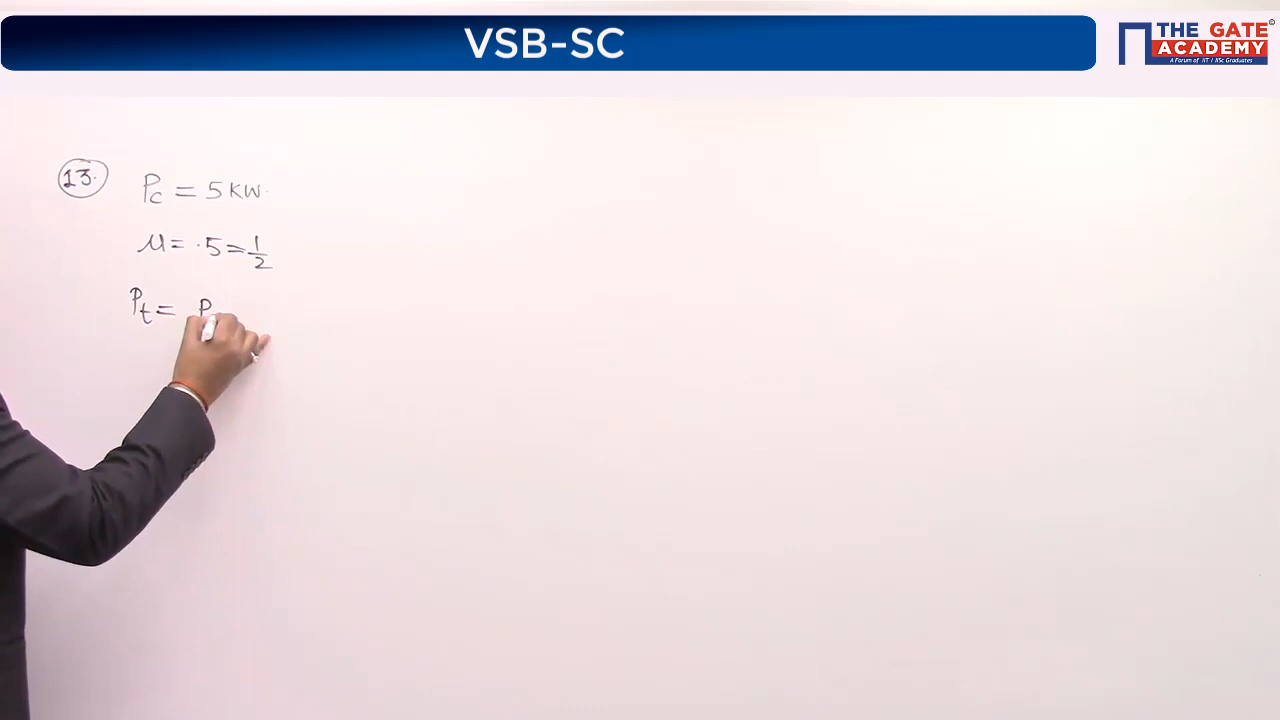 VSB-SC
THE GATE ACADEMY
A Forum of IIT / IISc Graduates
13.
Pc = 5 KW.
μ = .5 = 1/2
Pt = P